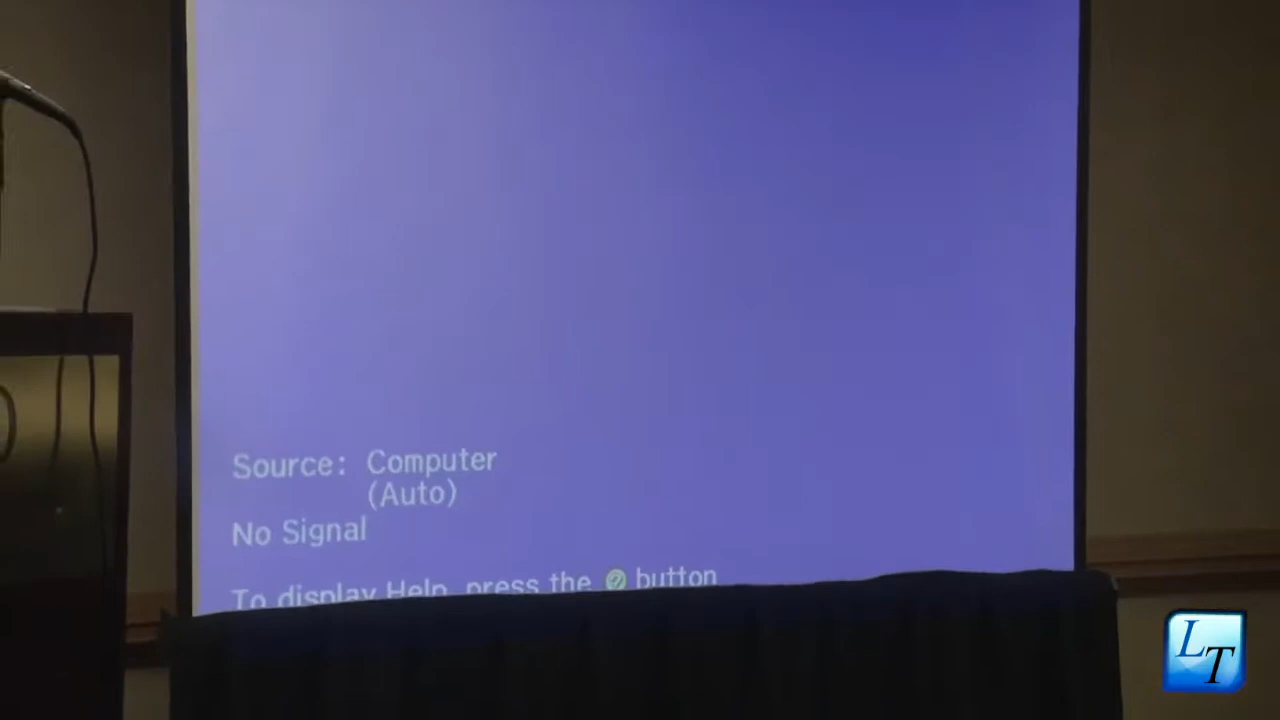 Source: Computer
(Auto)
No Signal
To display Help, press the button
LT